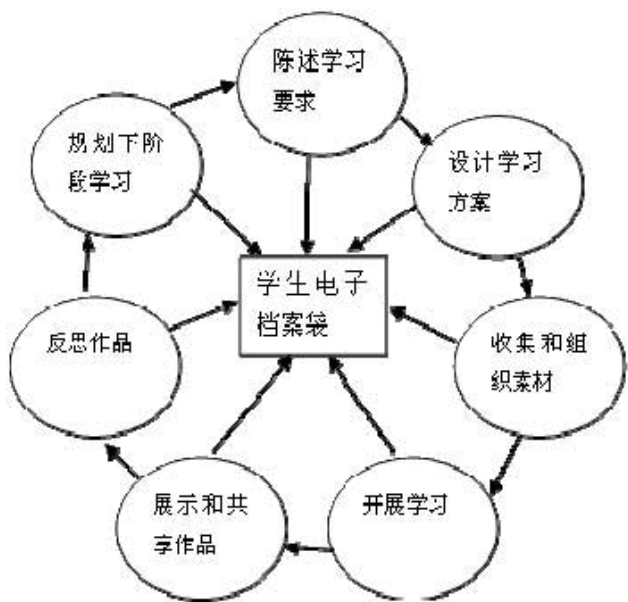 陈述学习
要求
设计学习
方案
收集和组
织素材
开展学习
展示和共
享作品
反思作品
规划下阶
段学习
学生电子
档案袋